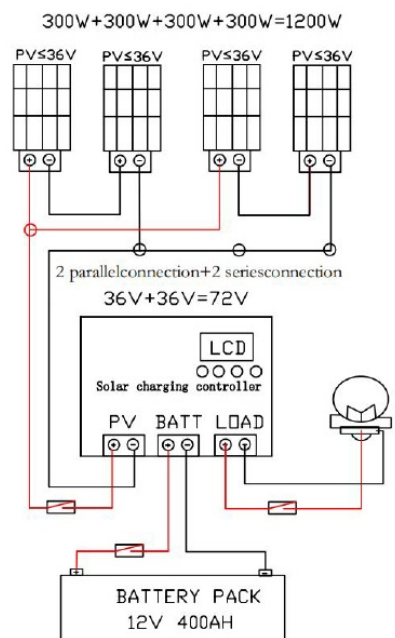 300W+300W+300W+300W=1200W
PV≤36V PV≤36V PV≤36V PV≤36V
+ - + - + - + -
2 parallelconnection+2 seriesconnection
36V+36V=72V
LCD
Solar charging controller
PV BATT LOAD
+ - + - + -
+ -
BATTERY PACK
12V 400AH